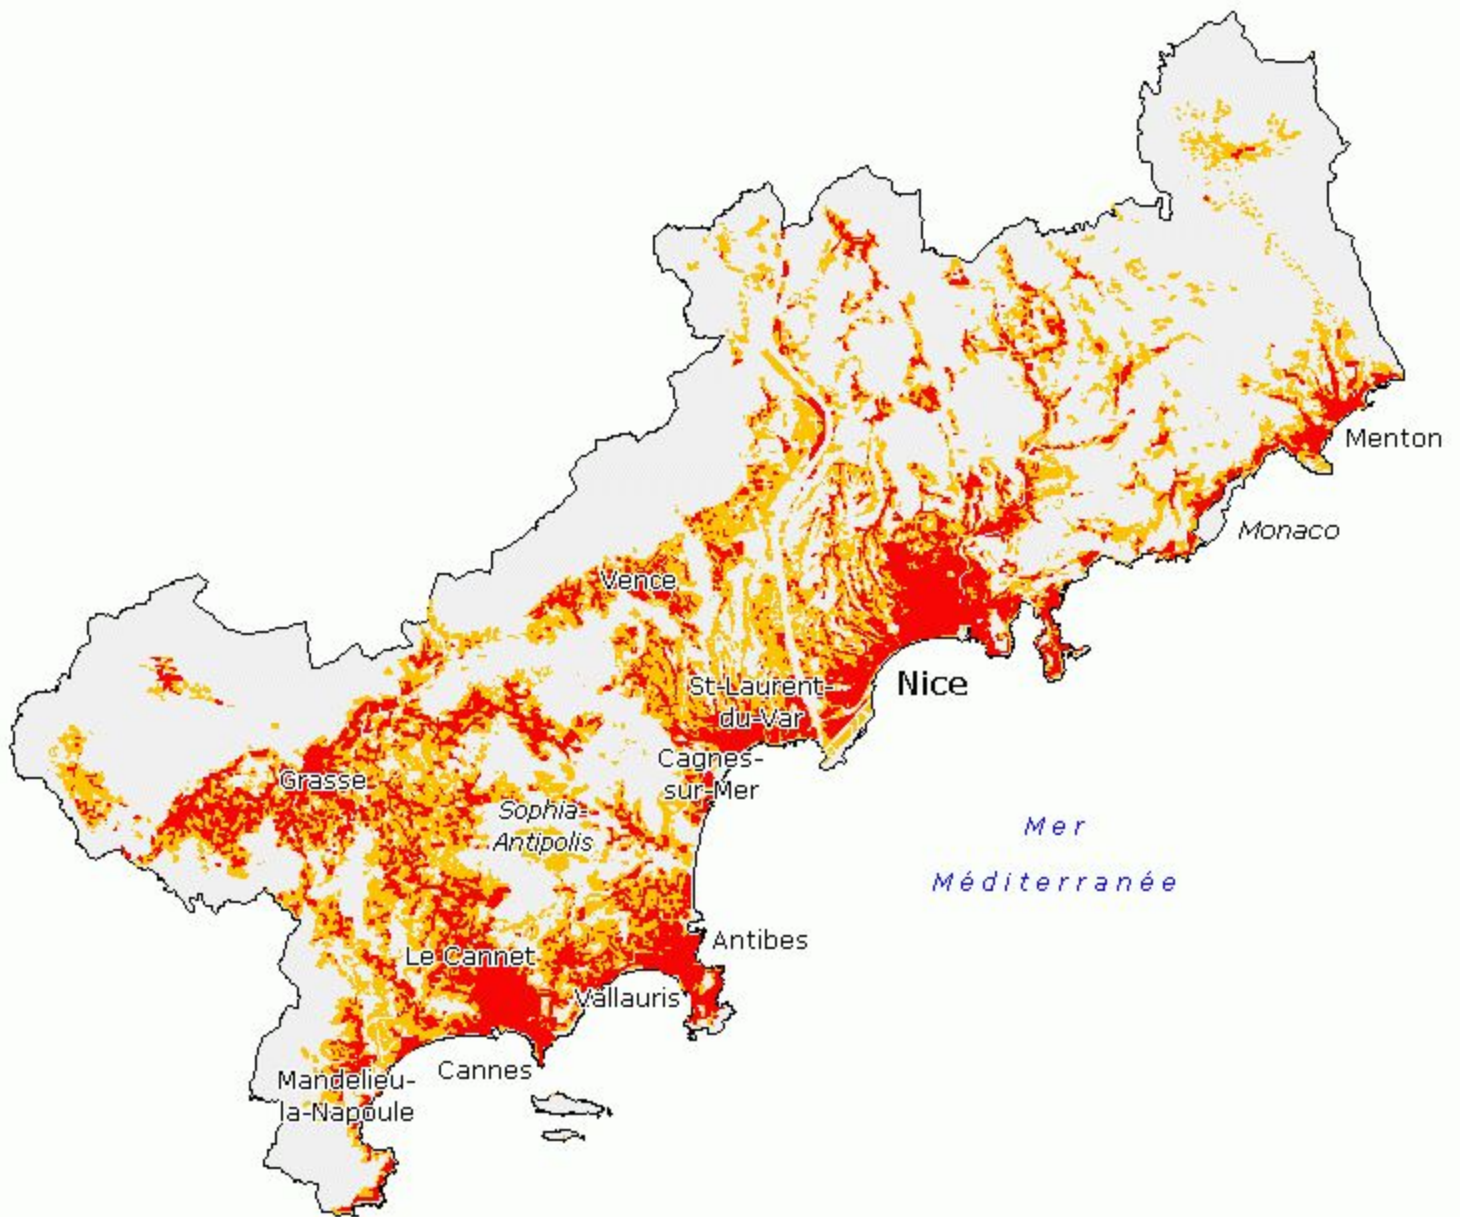 Menton
Monaco
Vence
Nice
St-Laurent-
du-Var
Cagnes-
sur-Mer
Grasse
Sophia-
Antipolis
Mer
Méditerranée
Antibes
Le Cannet
Vallauris
Cannes
Mandelieu-
la-Napoule